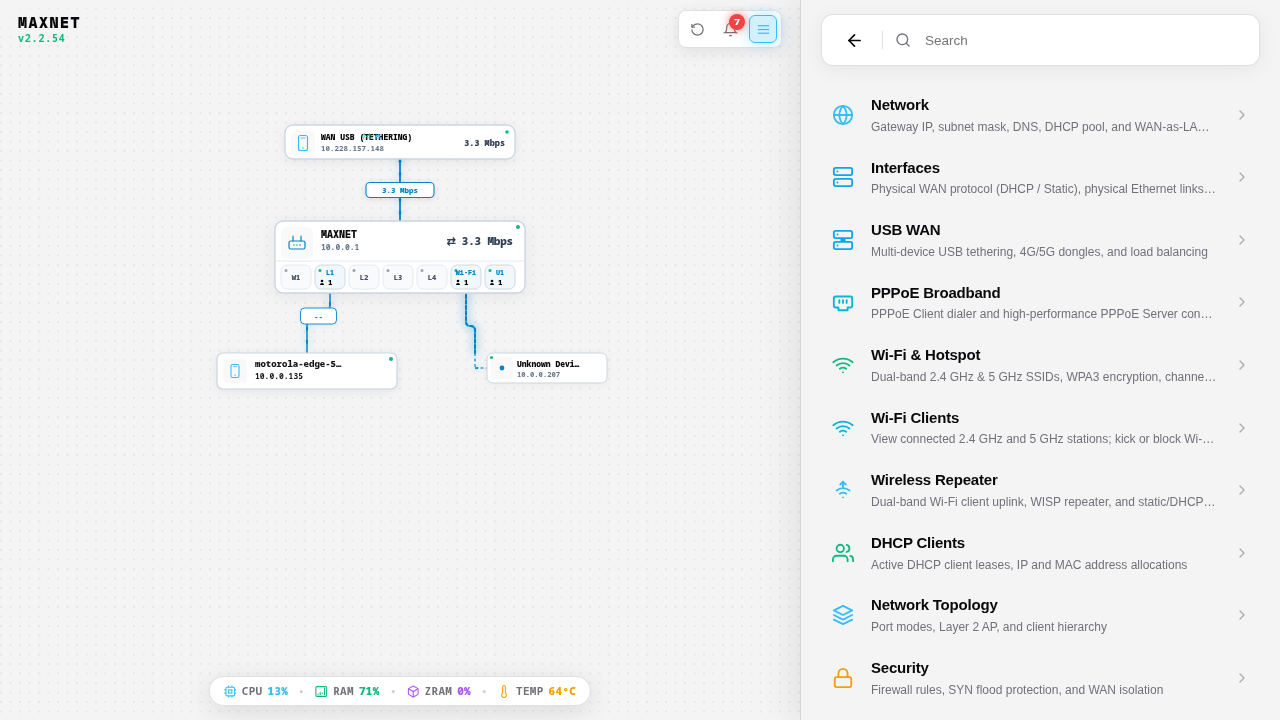 MAXNET
v2.2.54
7
WAN USB (TETHERING)
10.228.157.148
3.3 Mbps
3.3 Mbps
MAXNET
10.0.0.1
⇄ 3.3 Mbps
W1
L1
1
L2
L3
L4
Wi-Fi
1
U1
1
--
motorola-edge-5…
10.0.0.135
Unknown Devi…
10.0.0.207
CPU 13% • RAM 71% • ZRAM 0% • TEMP 64°C
Search
Network
Gateway IP, subnet mask, DNS, DHCP pool, and WAN-as-LA…
Interfaces
Physical WAN protocol (DHCP / Static), physical Ethernet links…
USB WAN
Multi-device USB tethering, 4G/5G dongles, and load balancing
PPPoE Broadband
PPPoE Client dialer and high-performance PPPoE Server con…
Wi-Fi & Hotspot
Dual-band 2.4 GHz & 5 GHz SSIDs, WPA3 encryption, channe…
Wi-Fi Clients
View connected 2.4 GHz and 5 GHz stations; kick or block Wi-…
Wireless Repeater
Dual-band Wi-Fi client uplink, WISP repeater, and static/DHCP…
DHCP Clients
Active DHCP client leases, IP and MAC address allocations
Network Topology
Port modes, Layer 2 AP, and client hierarchy
Security
Firewall rules, SYN flood protection, and WAN isolation